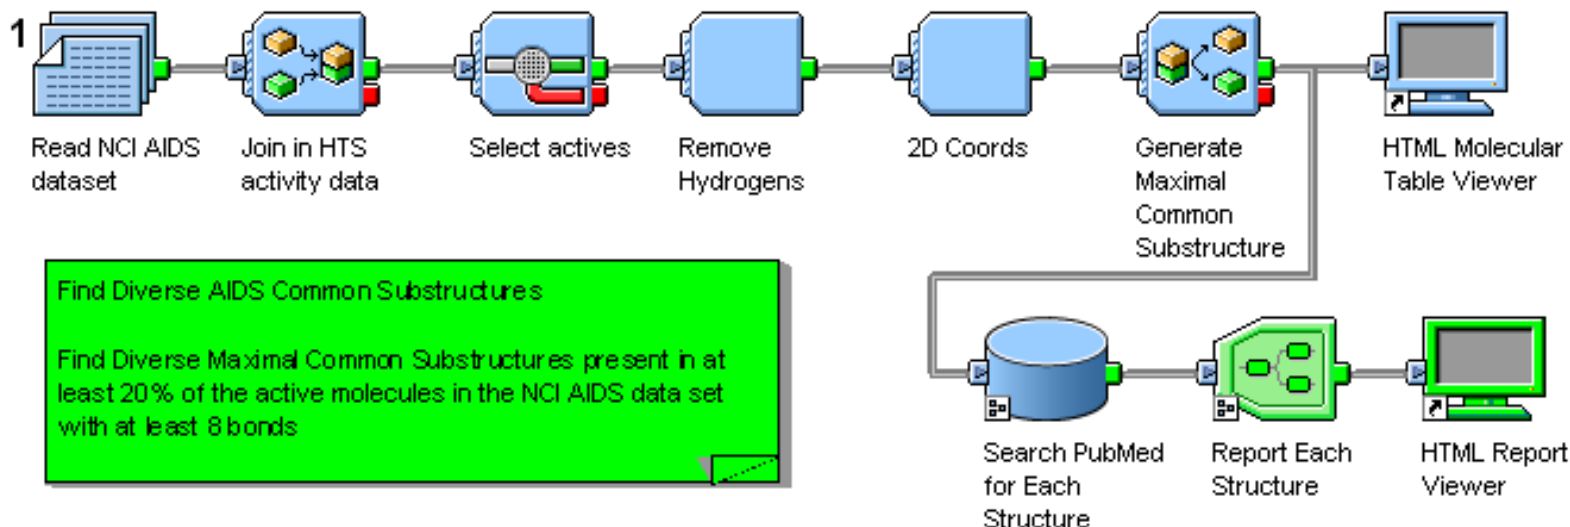 1
Read NCI AIDS
dataset
Join in HTS
activity data
Select actives
Remove
Hydrogens
2D Coords
Generate
Maximal
Common
Substructure
HTML Molecular
Table Viewer
Find Diverse AIDS Common Substructures
Find Diverse Maximal Common Substructures present in at
least 20% of the active molecules in the NCI AIDS data set
with at least 8 bonds
Search PubMed
for Each
Structure
Report Each
Structure
HTML Report
Viewer